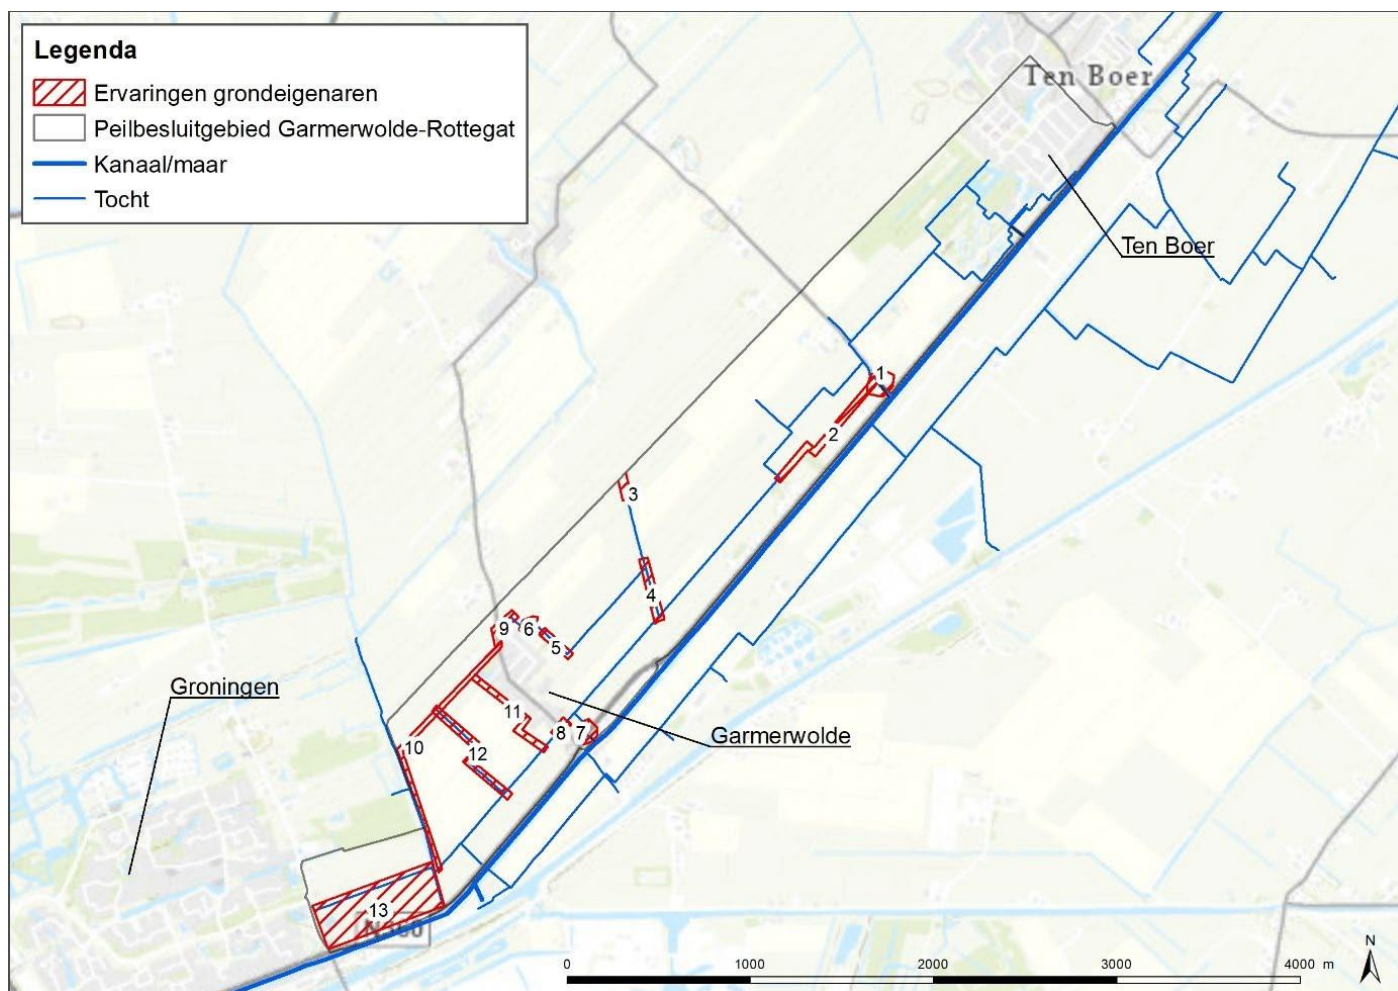 Legenda
Ervaringen grondeigenaren
Peilbesluitgebied Garmerwolde-Rottegat
Kanaal/maar
Tocht
Ten Boer
Ten Boer
1
2
3
4
9
6
5
Groningen
11
8
7
Garmerwolde
10
12
13
N
0
1000
2000
3000
4000 m